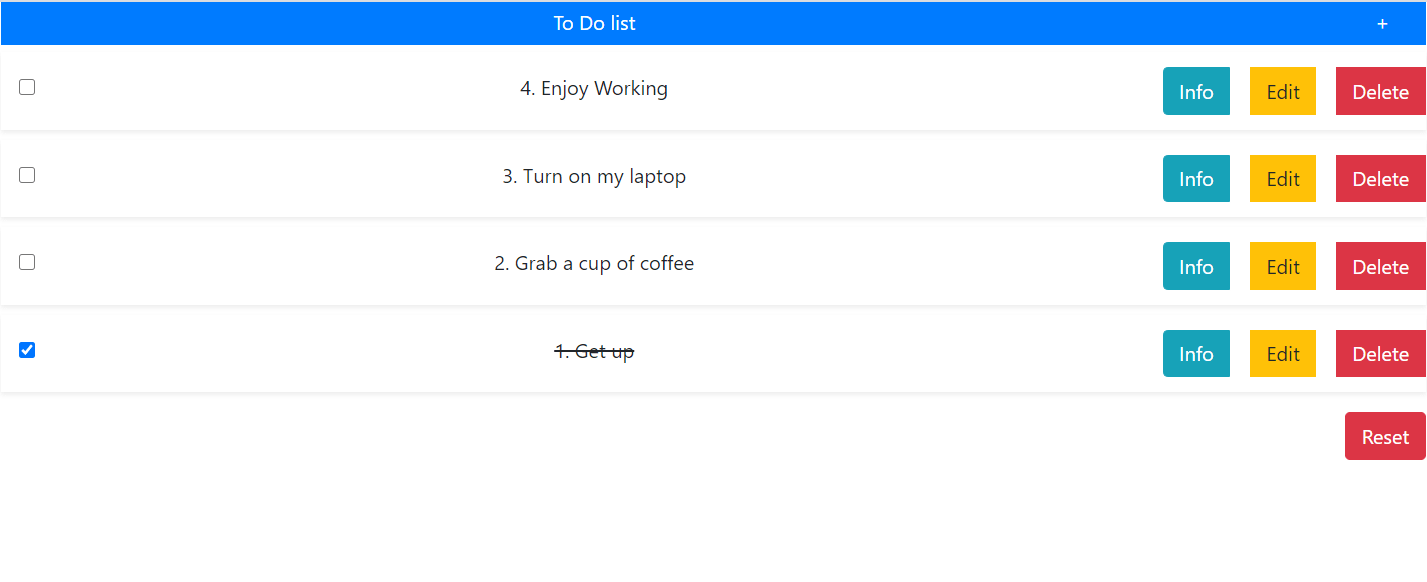 To Do list +
4. Enjoy Working Info Edit Delete
3. Turn on my laptop Info Edit Delete
2. Grab a cup of coffee Info Edit Delete
1. Get up Info Edit Delete
Reset